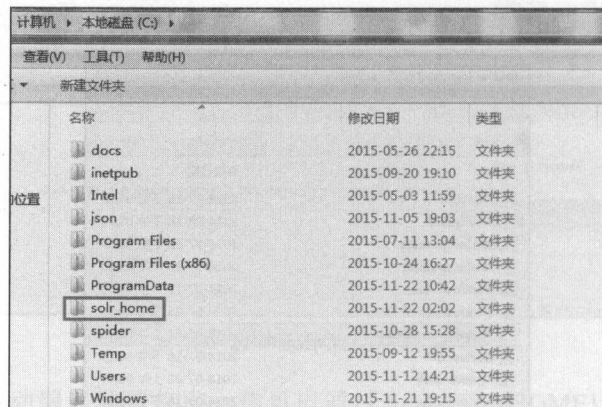 计算机 ▸ 本地磁盘 (C:) ▸
查看(V) 工具(T) 帮助(H)
新建文件夹
名称 修改日期 类型
docs 2015-05-26 22:15 文件夹
inetpub 2015-09-20 19:10 文件夹
的位置 Intel 2015-05-03 11:59 文件夹
json 2015-11-05 19:03 文件夹
Program Files 2015-07-11 13:04 文件夹
Program Files (x86) 2015-10-24 16:27 文件夹
ProgramData 2015-11-22 10:42 文件夹
solr_home 2015-11-22 02:02 文件夹
spider 2015-10-28 15:28 文件夹
Temp 2015-09-12 19:55 文件夹
Users 2015-11-12 14:21 文件夹
Windows 2015-11-21 19:15 文件夹